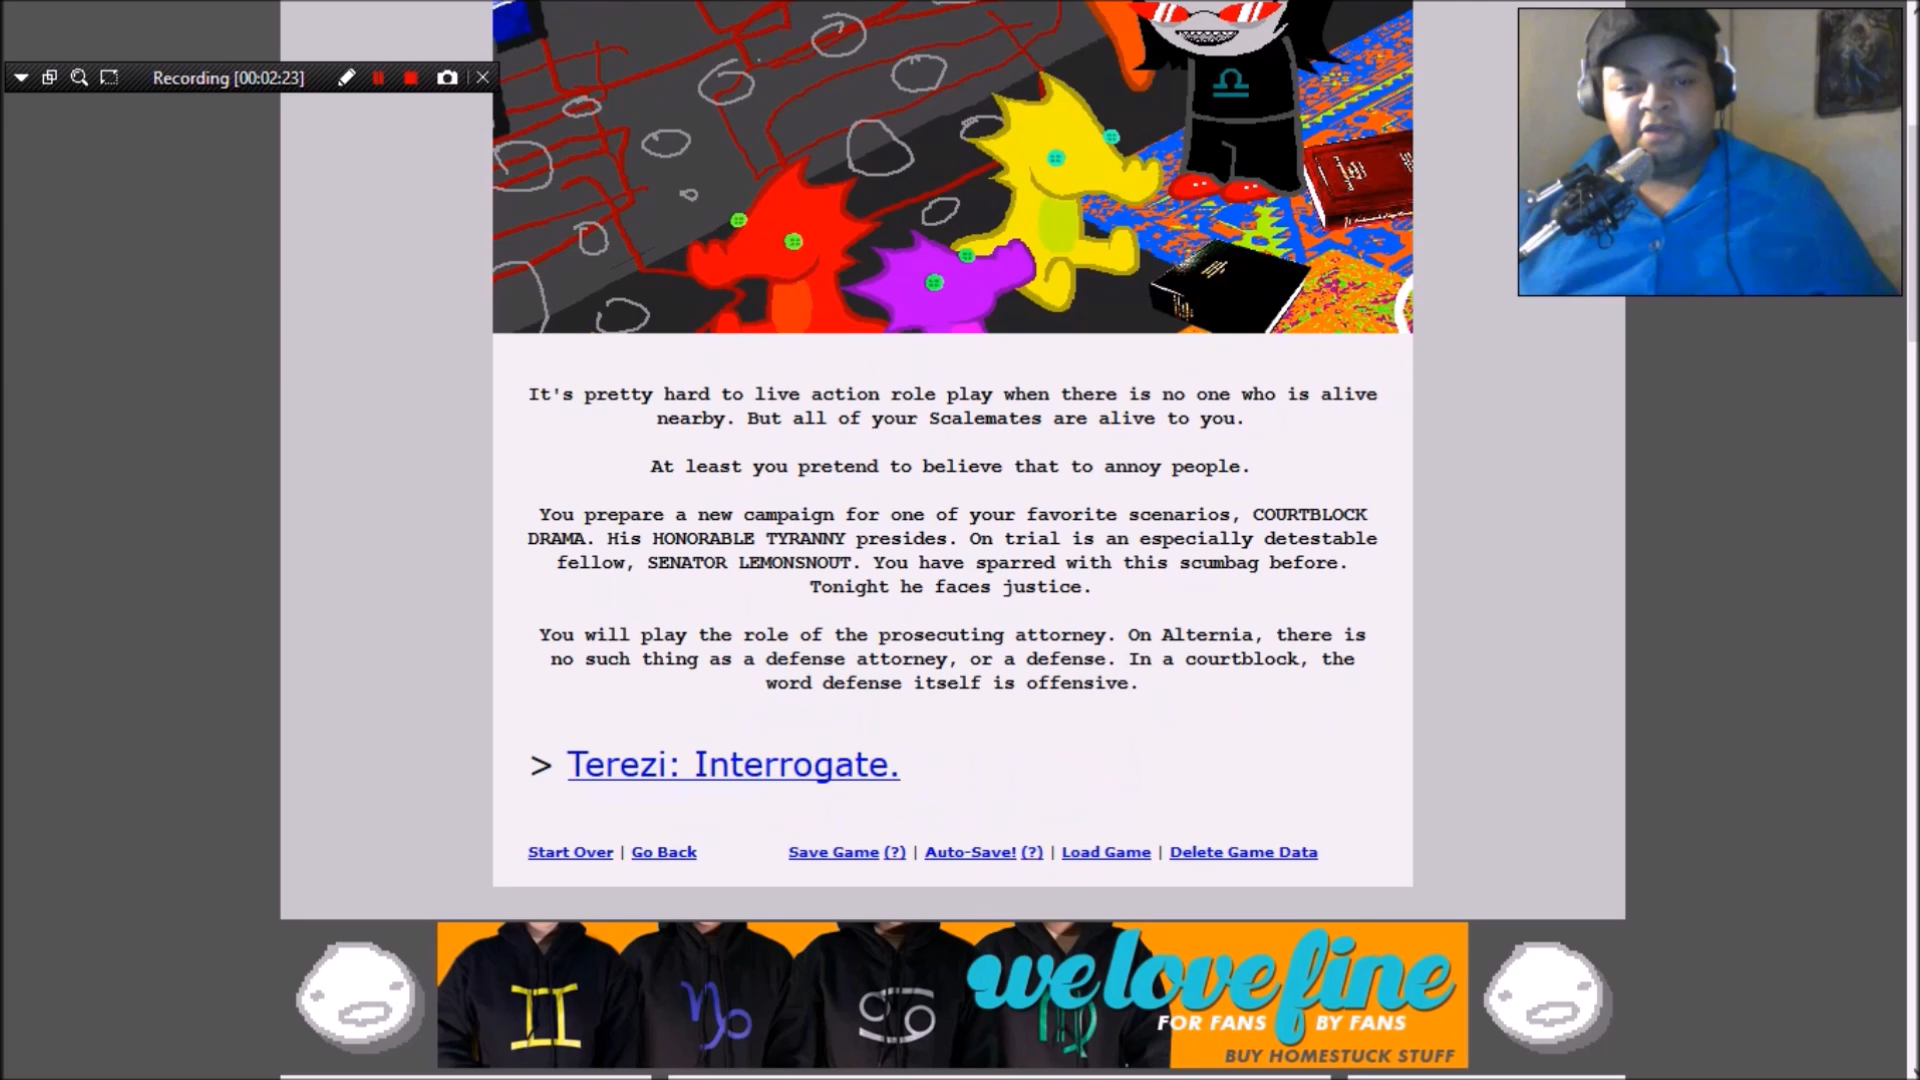 Recording [00:02:23]
It's pretty hard to live action role play when there is no one who is alive
nearby. But all of your Scalemates are alive to you.
At least you pretend to believe that to annoy people.
You prepare a new campaign for one of your favorite scenarios, COURTBLOCK
DRAMA. His HONORABLE TYRANNY presides. On trial is an especially detestable
fellow, SENATOR LEMONSNOUT. You have sparred with this scumbag before.
Tonight he faces justice.
You will play the role of the prosecuting attorney. On Alternia, there is
no such thing as a defense attorney, or a defense. In a courtblock, the
word defense itself is offensive.
> Terezi: Interrogate.
Start Over | Go Back Save Game (?) | Auto-Save! (?) | Load Game | Delete Game Data
welovefine
FOR FANS BY FANS
BUY HOMESTUCK STUFF